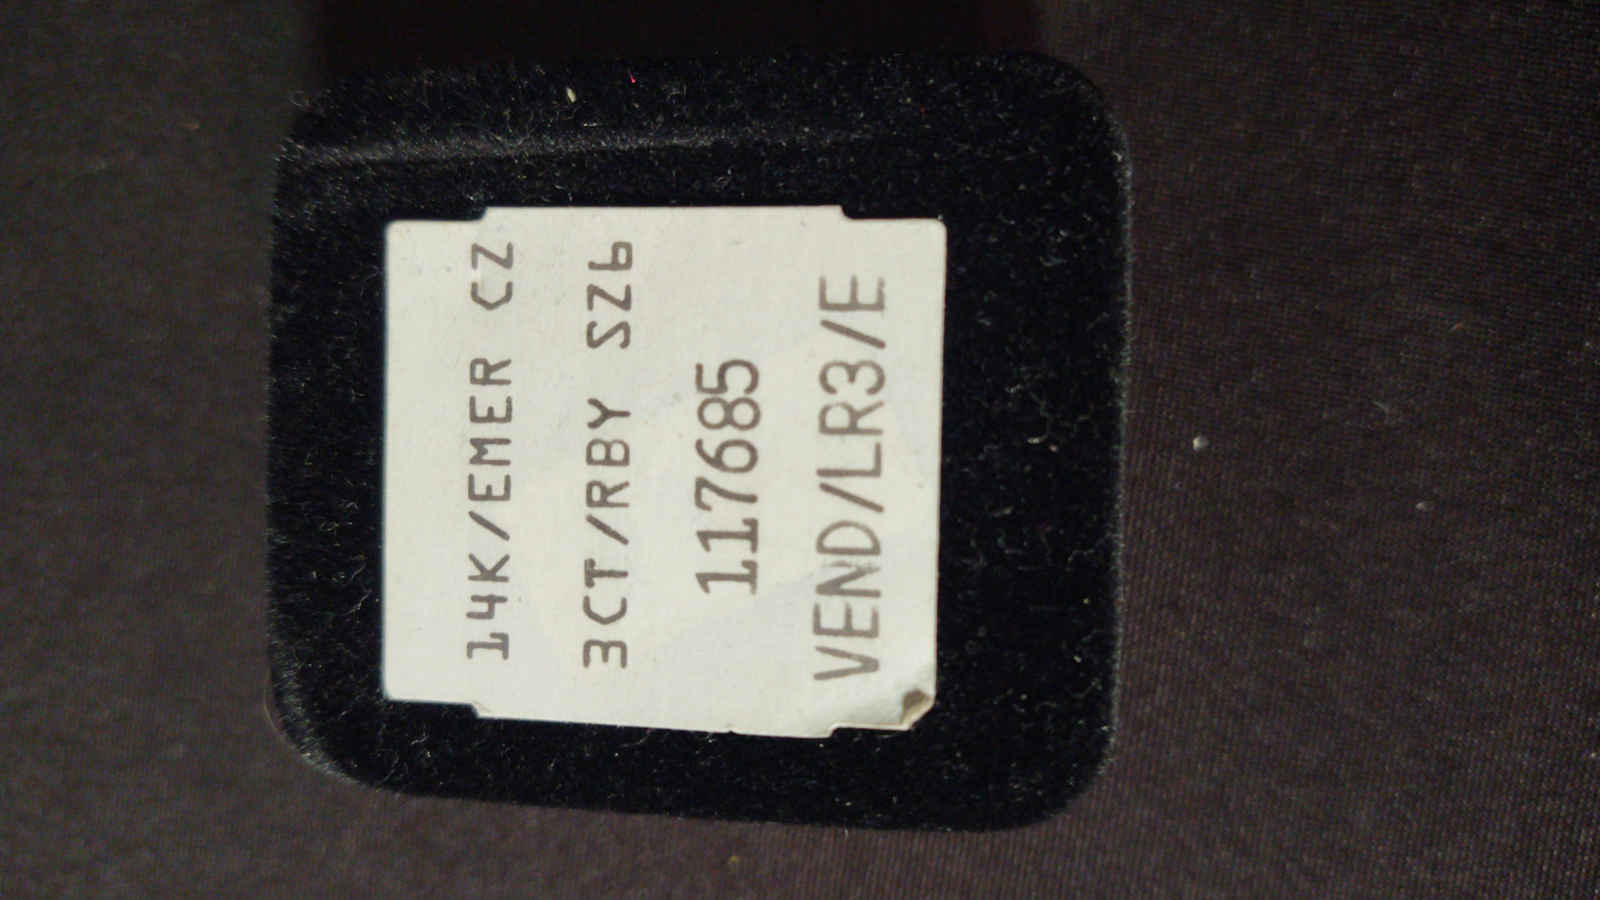 14K/EMER CZ
3CT/RBY SZ6
117685
VEND/LR3/E